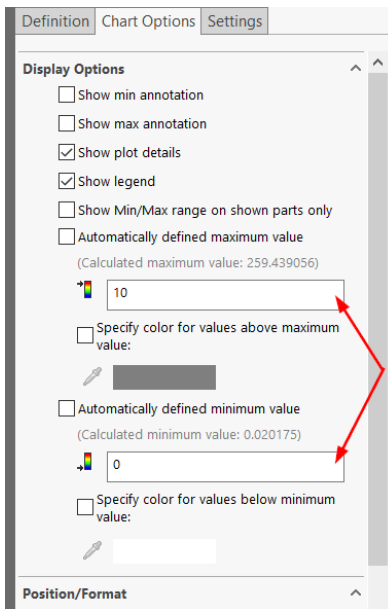 Definition Chart Options Settings
Display Options
Show min annotation
Show max annotation
Show plot details
Show legend
Show Min/Max range on shown parts only
Automatically defined maximum value
(Calculated maximum value: 259.439056)
10
Specify color for values above maximum
value:
Automatically defined minimum value
(Calculated minimum value: 0.020175)
0
Specify color for values below minimum
value:
Position/Format